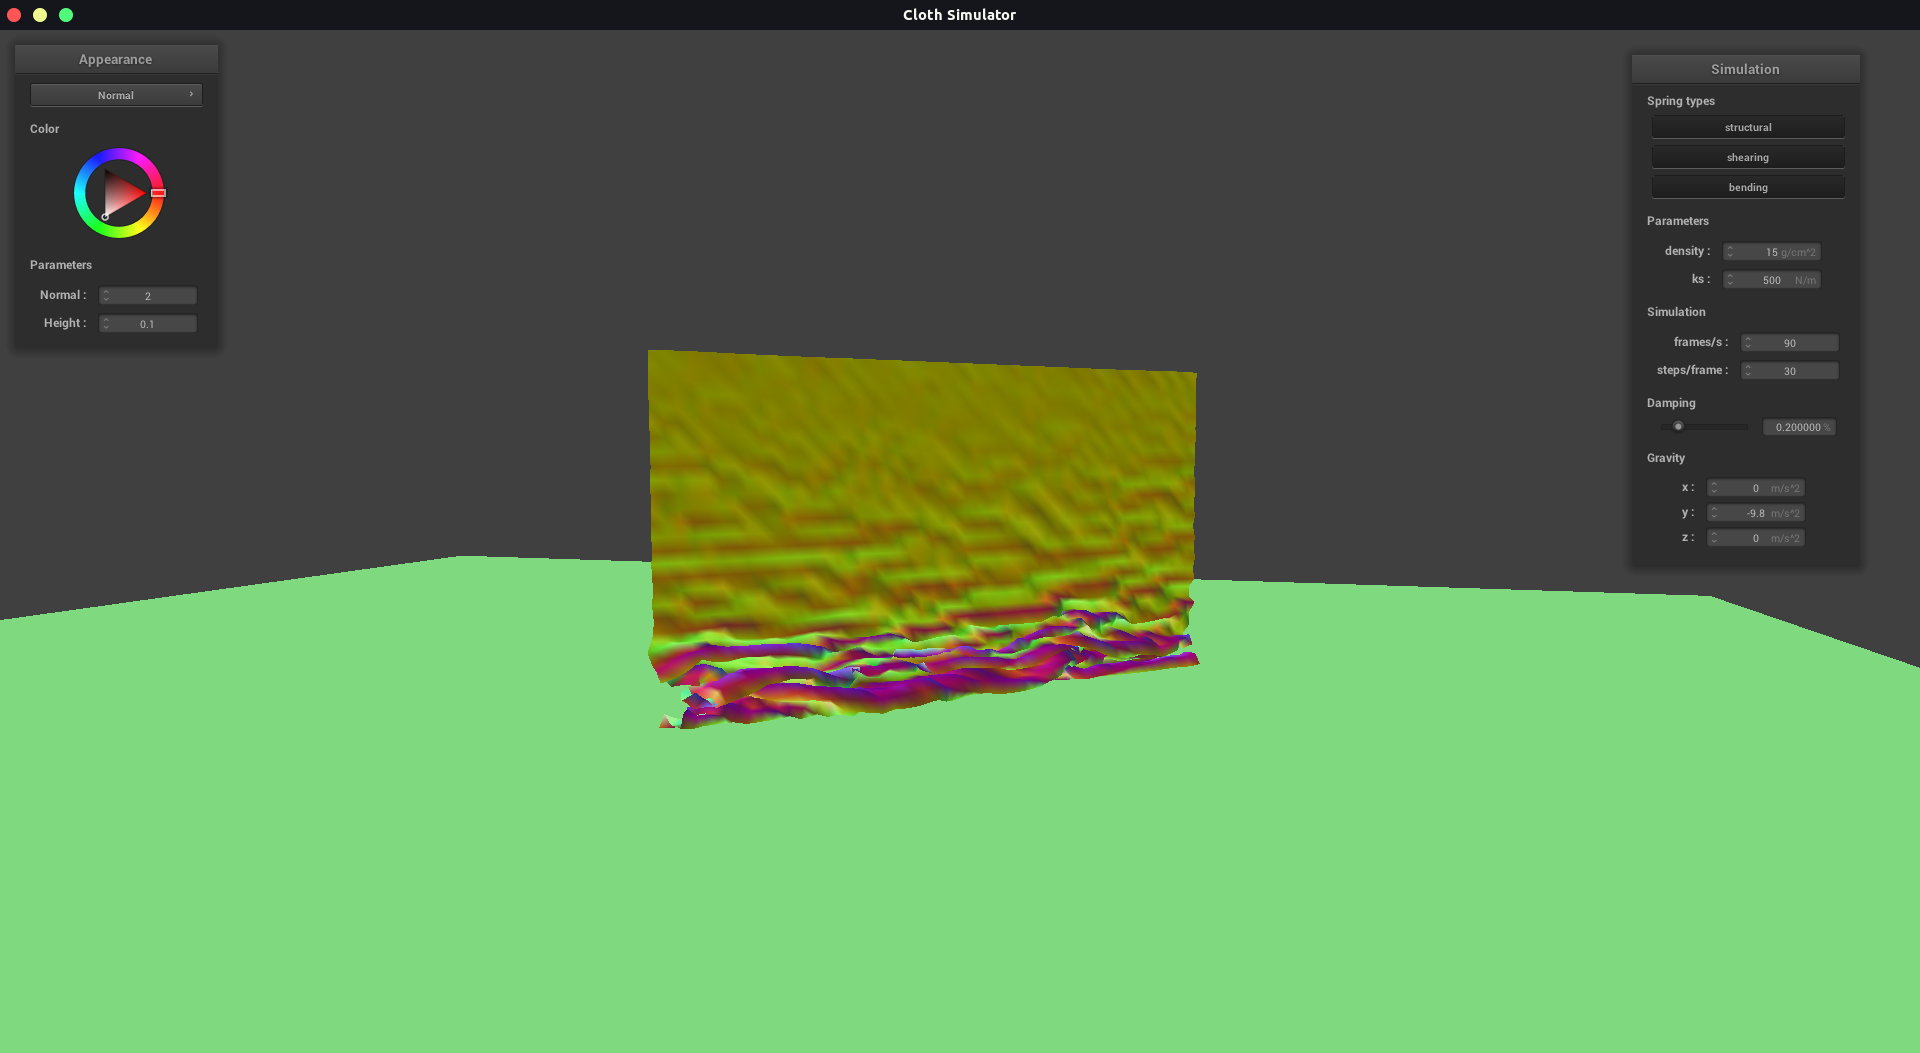 Cloth Simulator
Appearance
Normal
Color
Parameters
Normal : 2
Height : 0.1
Simulation
Spring types
structural
shearing
bending
Parameters
density : 15 g/cm^2
ks : 500 N/m
Simulation
frames/s : 90
steps/frame : 30
Damping
0.200000 %
Gravity
x : 0 m/s^2
y : -9.8 m/s^2
z : 0 m/s^2